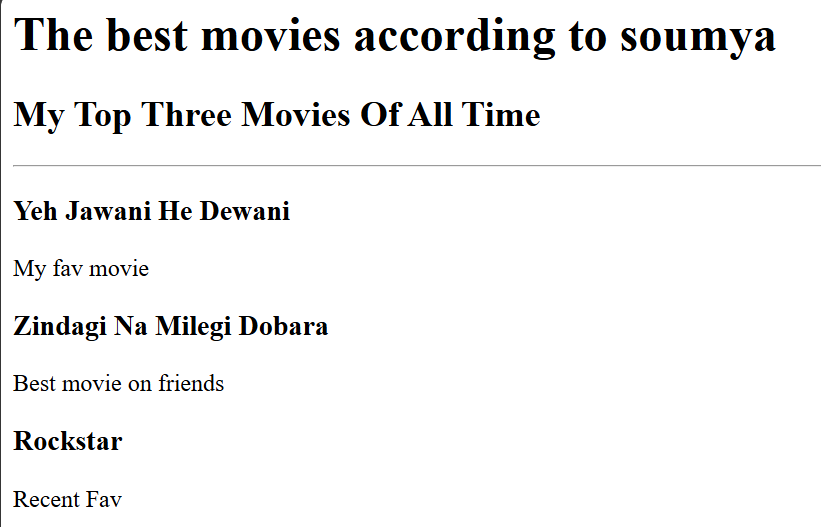 The best movies according to soumya
My Top Three Movies Of All Time
Yeh Jawani He Dewani
My fav movie
Zindagi Na Milegi Dobara
Best movie on friends
Rockstar
Recent Fav